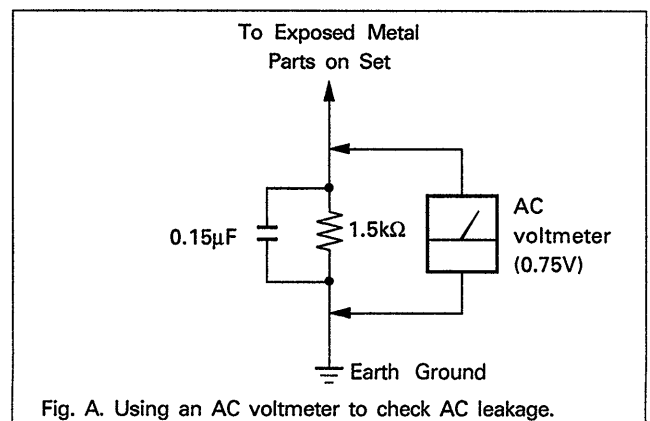 To Exposed Metal
Parts on Set
0.15μF
1.5kΩ
AC
voltmeter
(0.75V)
Earth Ground
Fig. A. Using an AC voltmeter to check AC leakage.